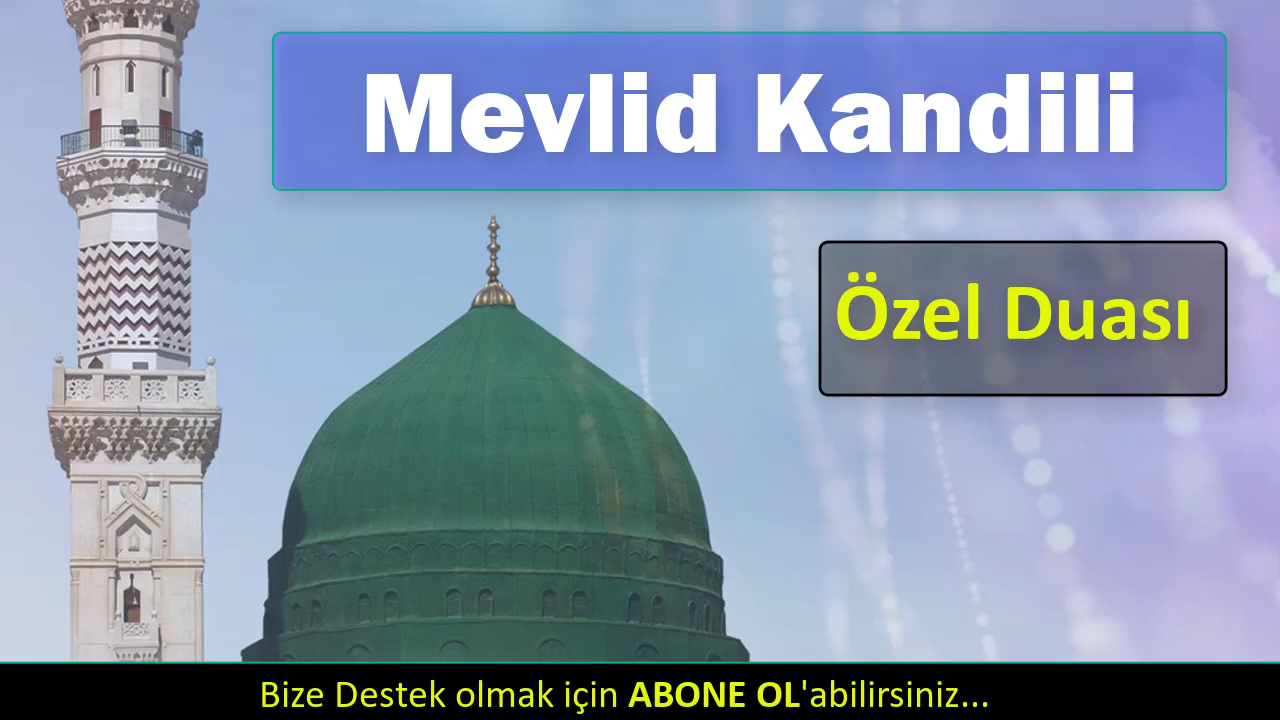 Mevlid Kandili
Özel Duası
Bize Destek olmak için ABONE OL'abilirsiniz...